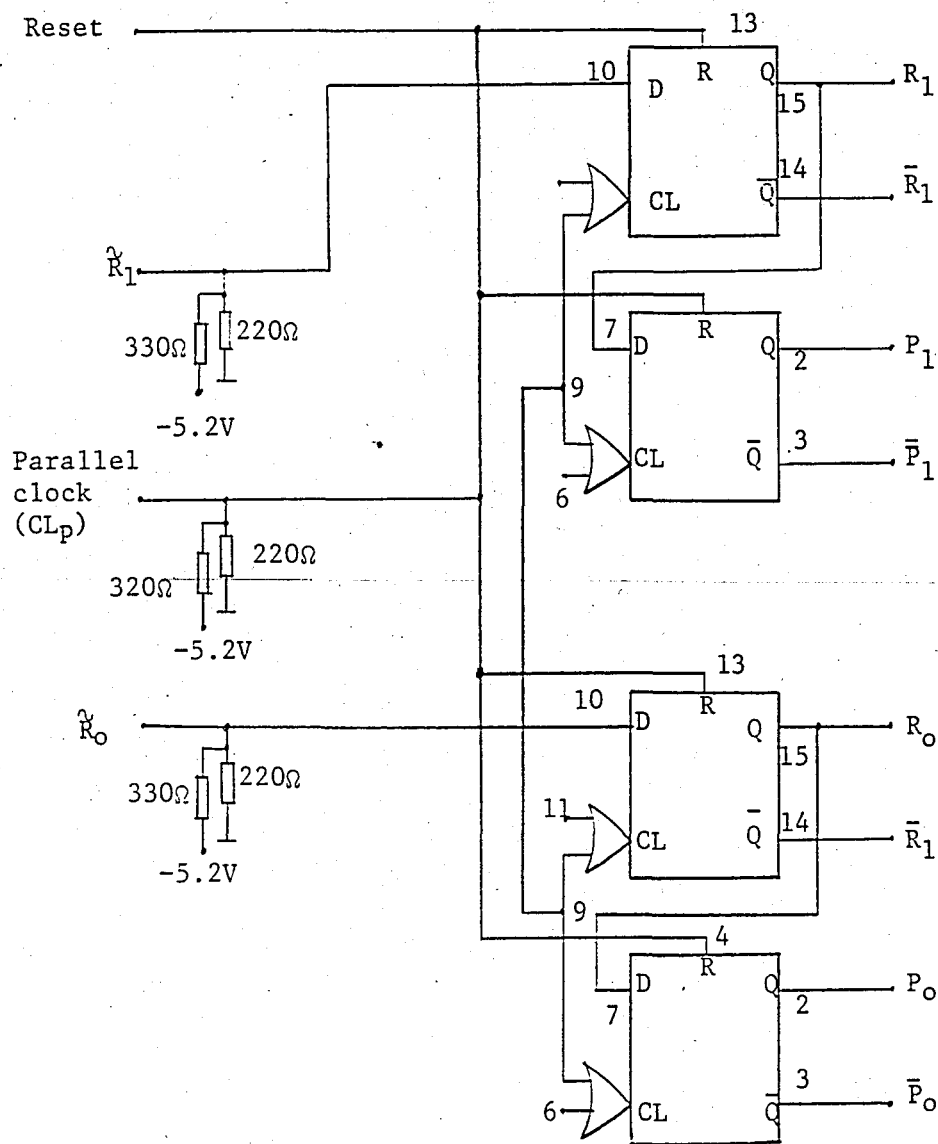 Reset
13
10
R
Q
R1
D
15
14
R̄1
CL
Q̄
R̃1
330Ω
220Ω
7
R
D
Q
P1
2
-5.2V
9
3
Q̄
P̄1
CL
6
Parallel
clock
(CLp)
220Ω
320Ω
-5.2V
13
10
R
R̃o
D
Q
Ro
15
330Ω
220Ω
11
14
CL
Q̄
R̄1
-5.2V
9
4
R
D
Q
Po
7
2
3
6
CL
Q̄
P̄o